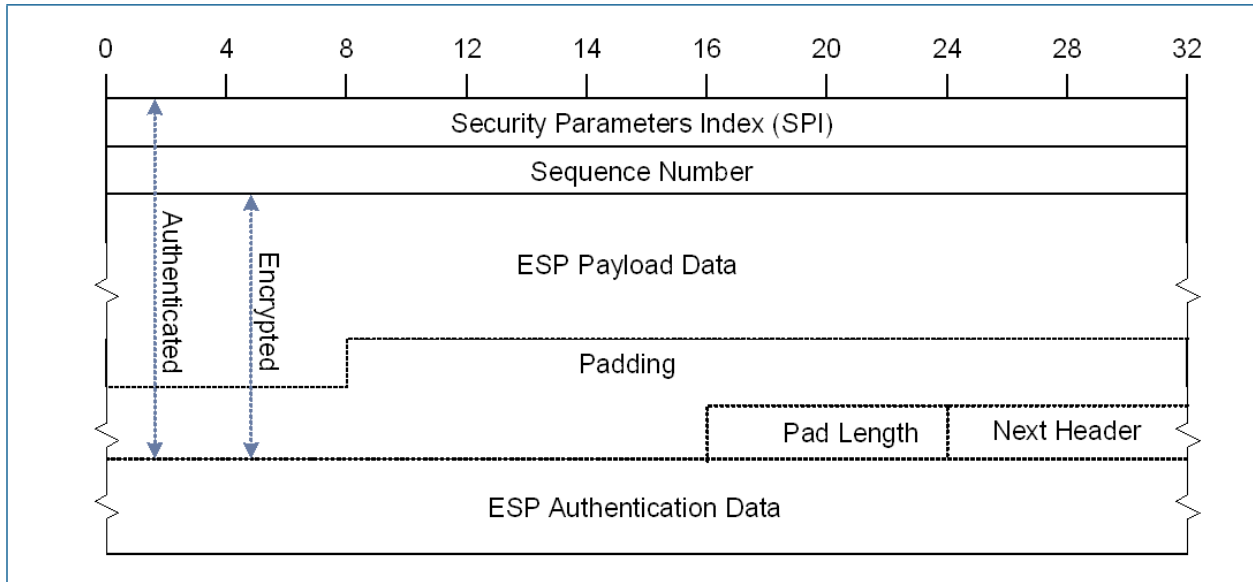 0 4 8 12 14 16 20 24 28 32
Security Parameters Index (SPI)
Sequence Number
Authenticated
Encrypted
ESP Payload Data
Padding
Pad Length
Next Header
ESP Authentication Data